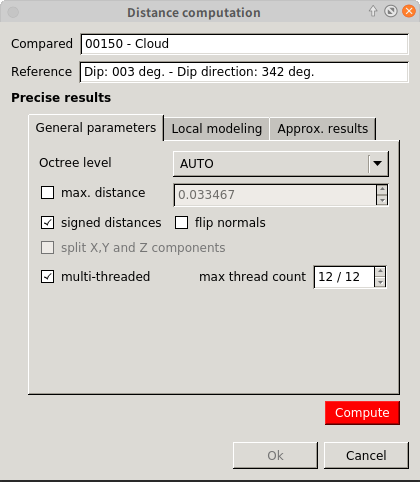 Distance computation
Compared 00150 - Cloud
Reference Dip: 003 deg. - Dip direction: 342 deg.
Precise results
General parameters Local modeling Approx. results
Octree level AUTO
max. distance 0.033467
signed distances flip normals
split X,Y and Z components
multi-threaded max thread count 12 / 12
Compute
Ok Cancel